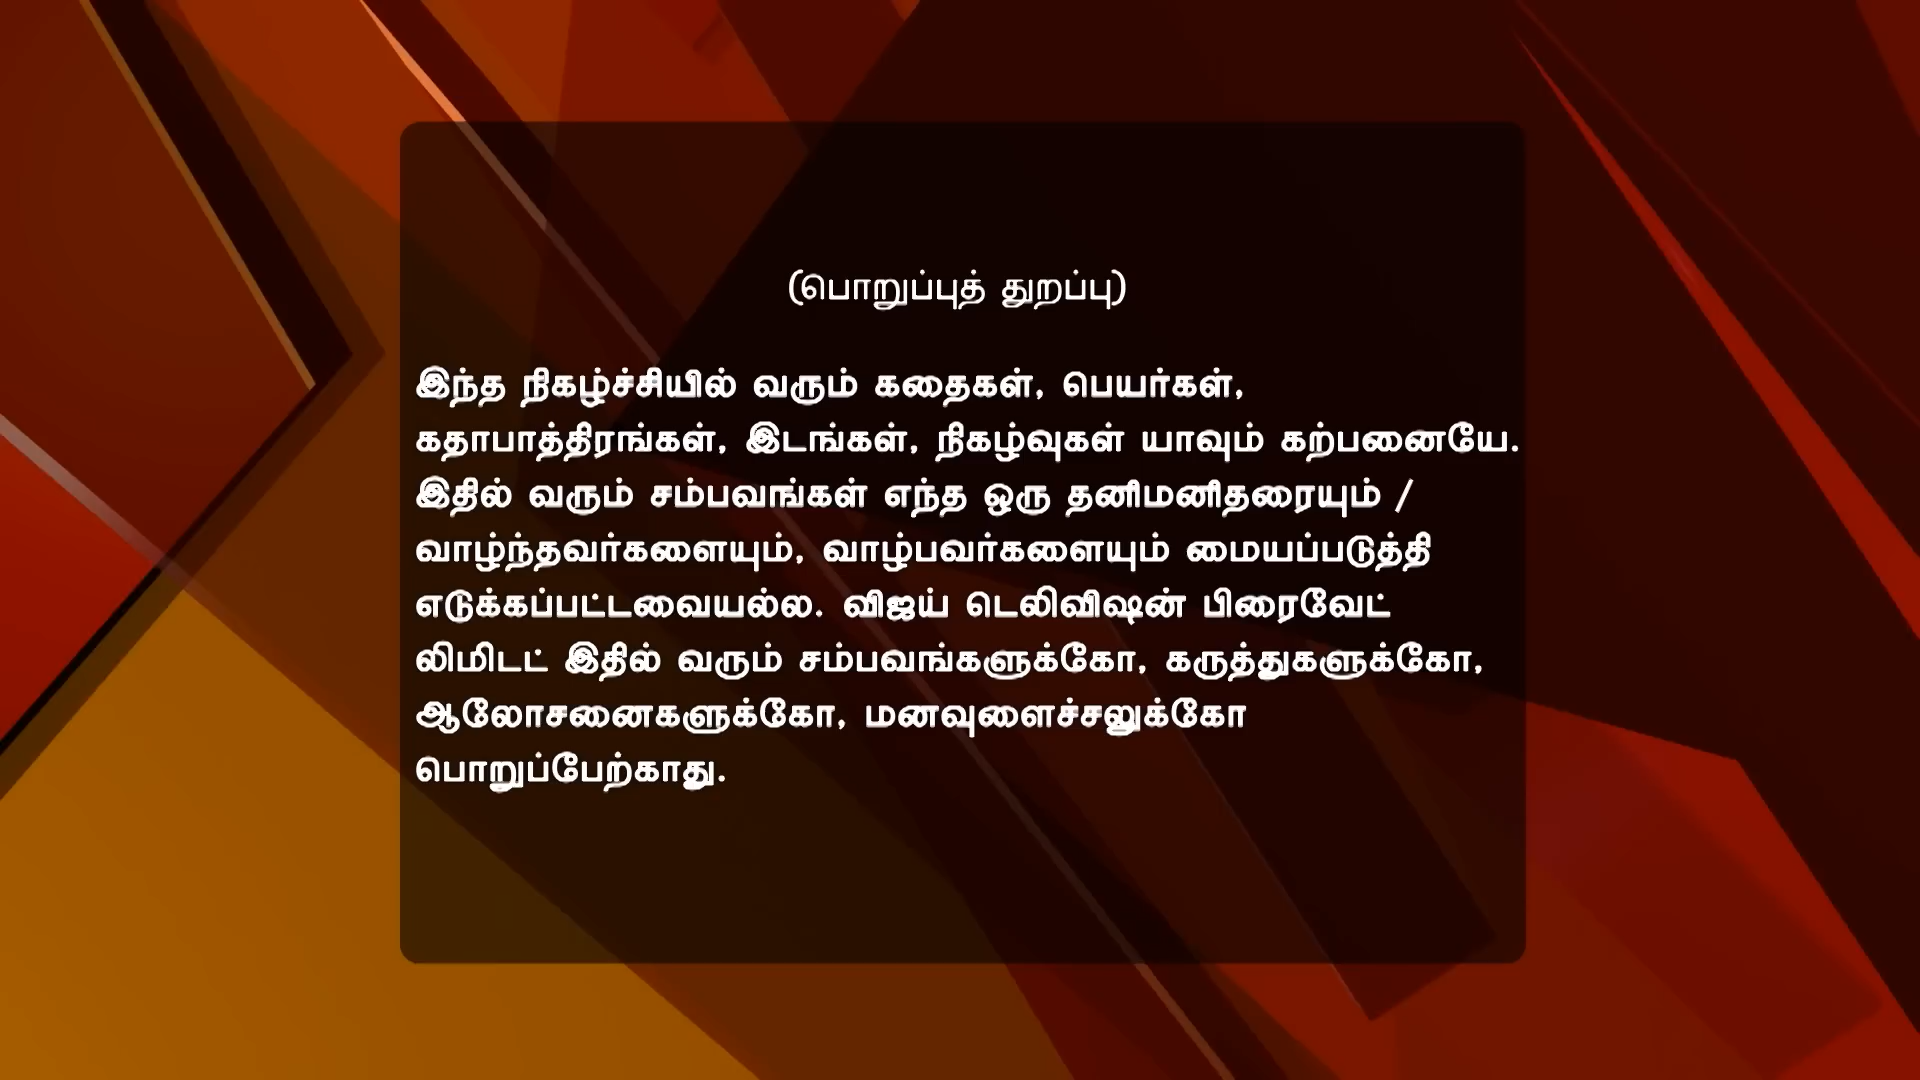 (பொறுப்புத் துறப்பு)
இந்த நிகழ்ச்சியில் வரும் கதைகள், பெயர்கள்,
கதாபாத்திரங்கள், இடங்கள், நிகழ்வுகள் யாவும் கற்பனையே.
இதில் வரும் சம்பவங்கள் எந்த ஒரு தனிமனிதரையும் /
வாழ்ந்தவர்களையும், வாழ்பவர்களையும் மையப்படுத்தி
எடுக்கப்பட்டவையல்ல. விஜய் டெலிவிஷன் பிரைவேட்
லிமிடட் இதில் வரும் சம்பவங்களுக்கோ, கருத்துகளுக்கோ,
ஆலோசனைகளுக்கோ, மனவுளைச்சலுக்கோ
பொறுப்பேற்காது.